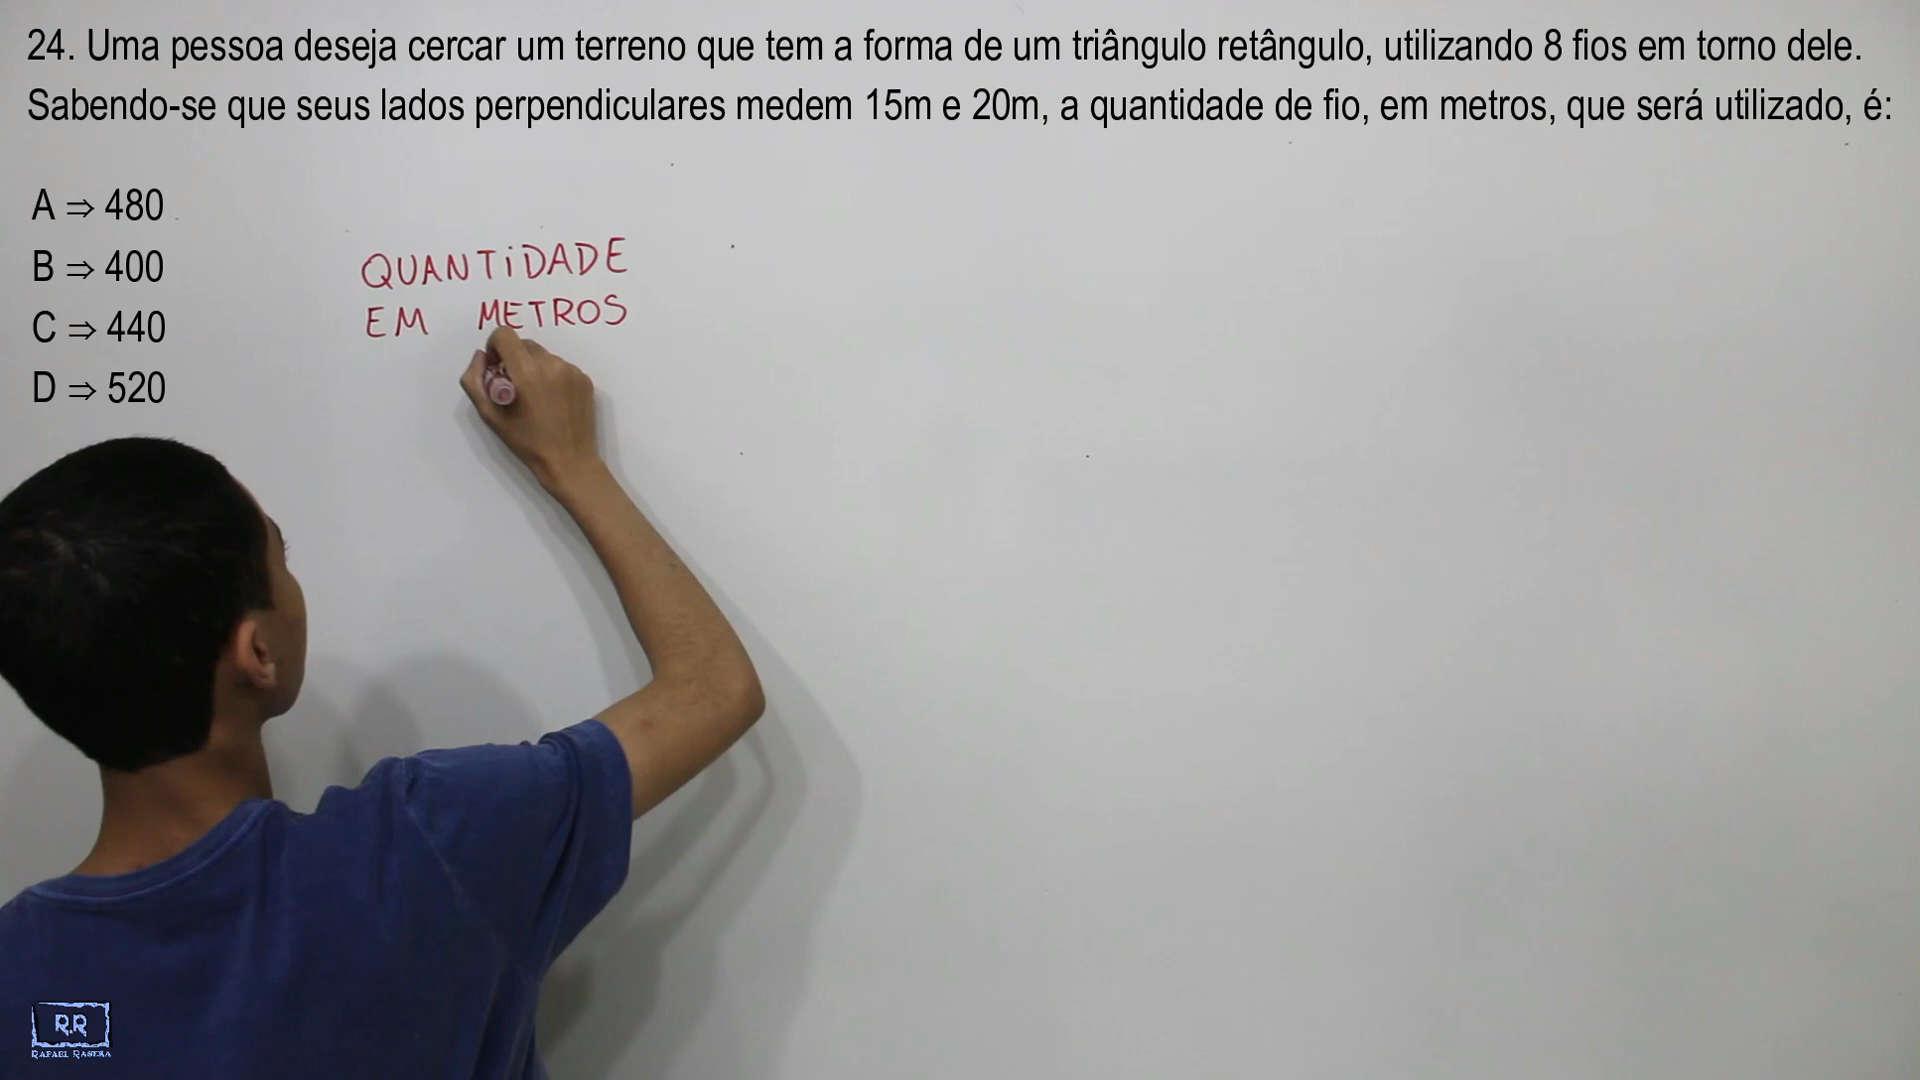 24. Uma pessoa deseja cercar um terreno que tem a forma de um triângulo retângulo, utilizando 8 fios em torno dele.
Sabendo-se que seus lados perpendiculares medem 15m e 20m, a quantidade de fio, em metros, que será utilizado, é:
A ⇒ 480
B ⇒ 400
C ⇒ 440
D ⇒ 520
QUANTiDADE
EM METROS
R.R
RAFAEL RASERA